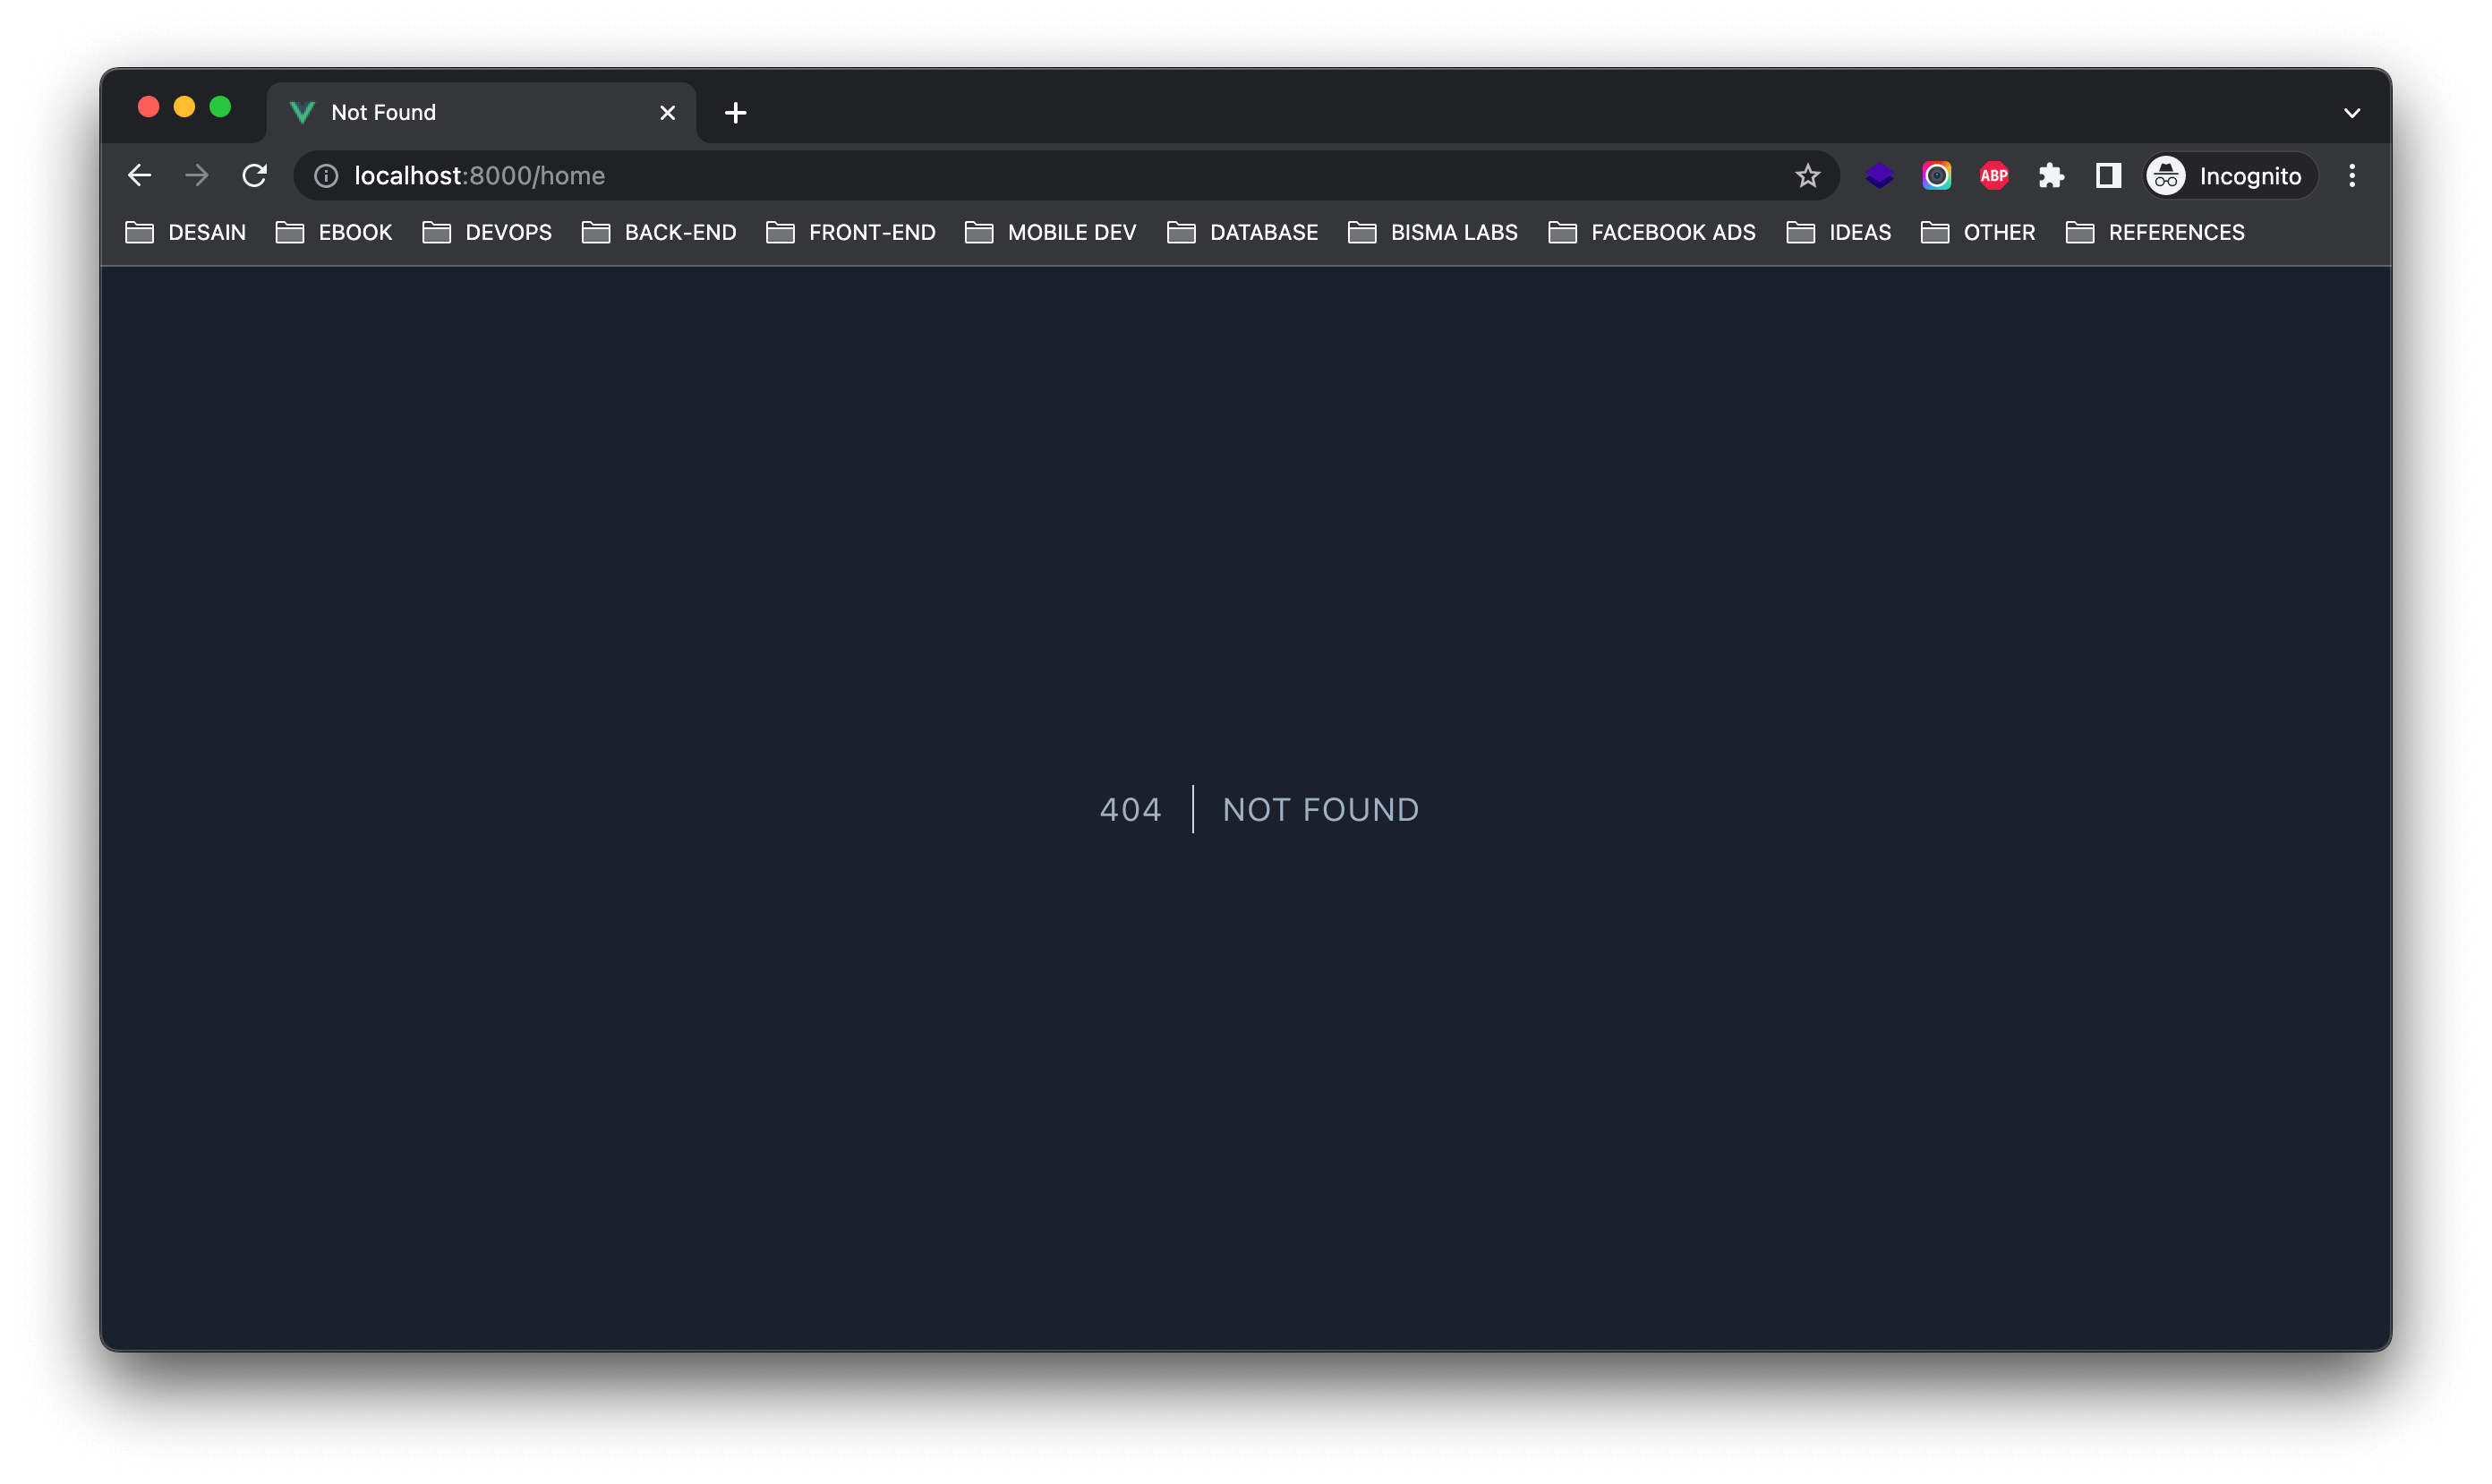 Not Found
localhost:8000/home
ABP
Incognito
DESAIN EBOOK DEVOPS BACK-END FRONT-END MOBILE DEV DATABASE BISMA LABS FACEBOOK ADS IDEAS OTHER REFERENCES
404 NOT FOUND